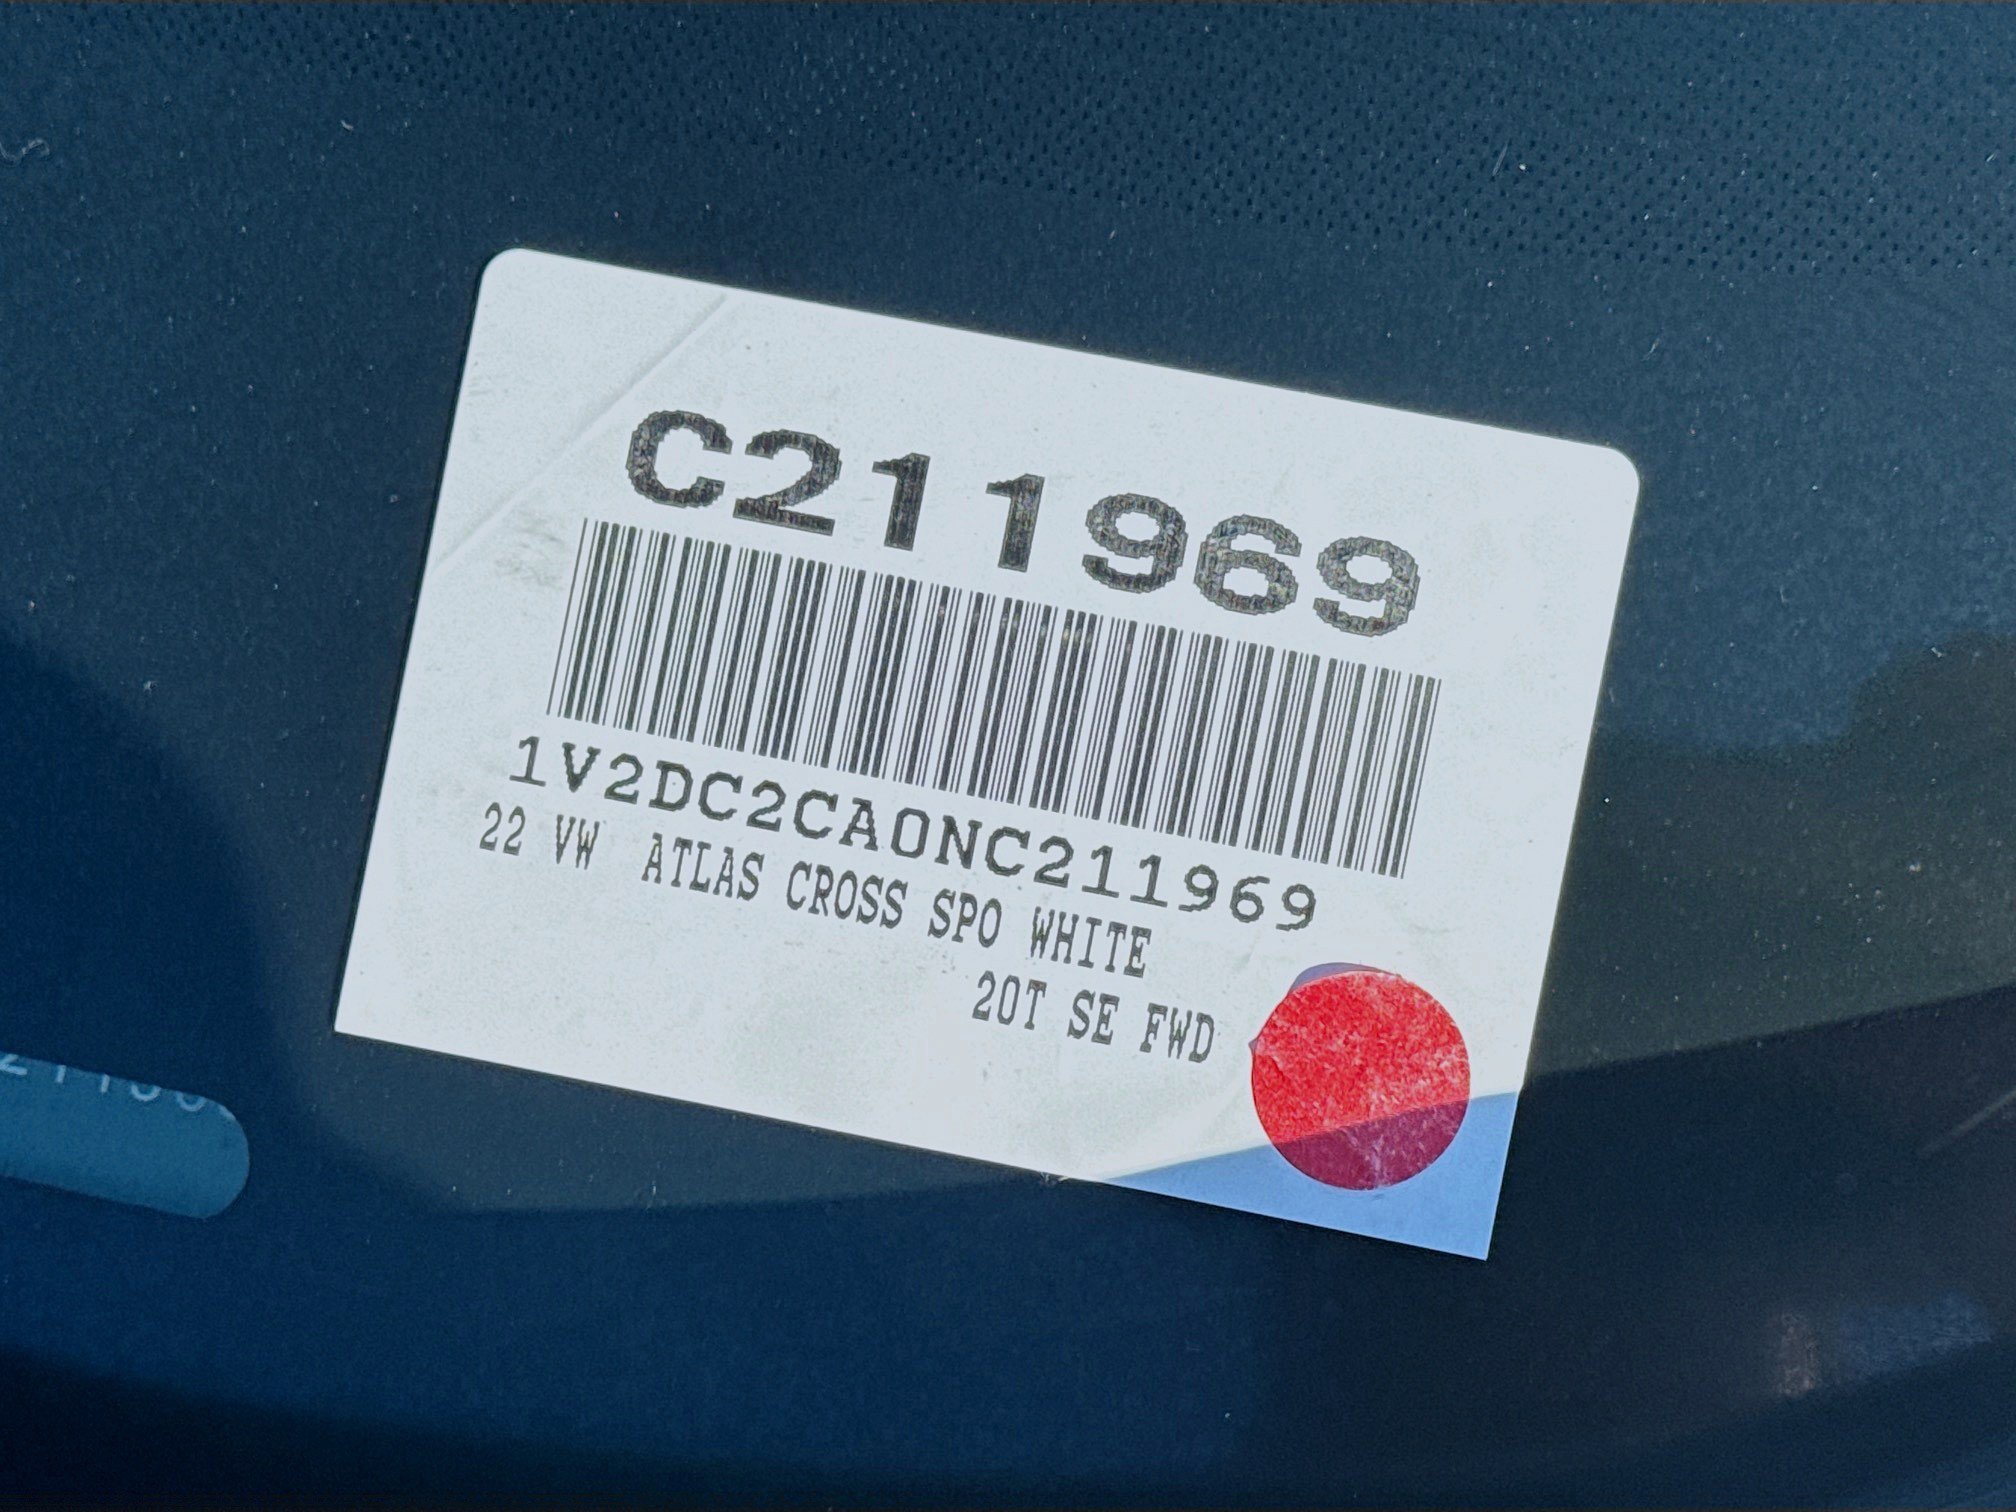 C211969
1V2DC2CA0NC211969
22 VW ATLAS CROSS SPO WHITE
20T SE FWD